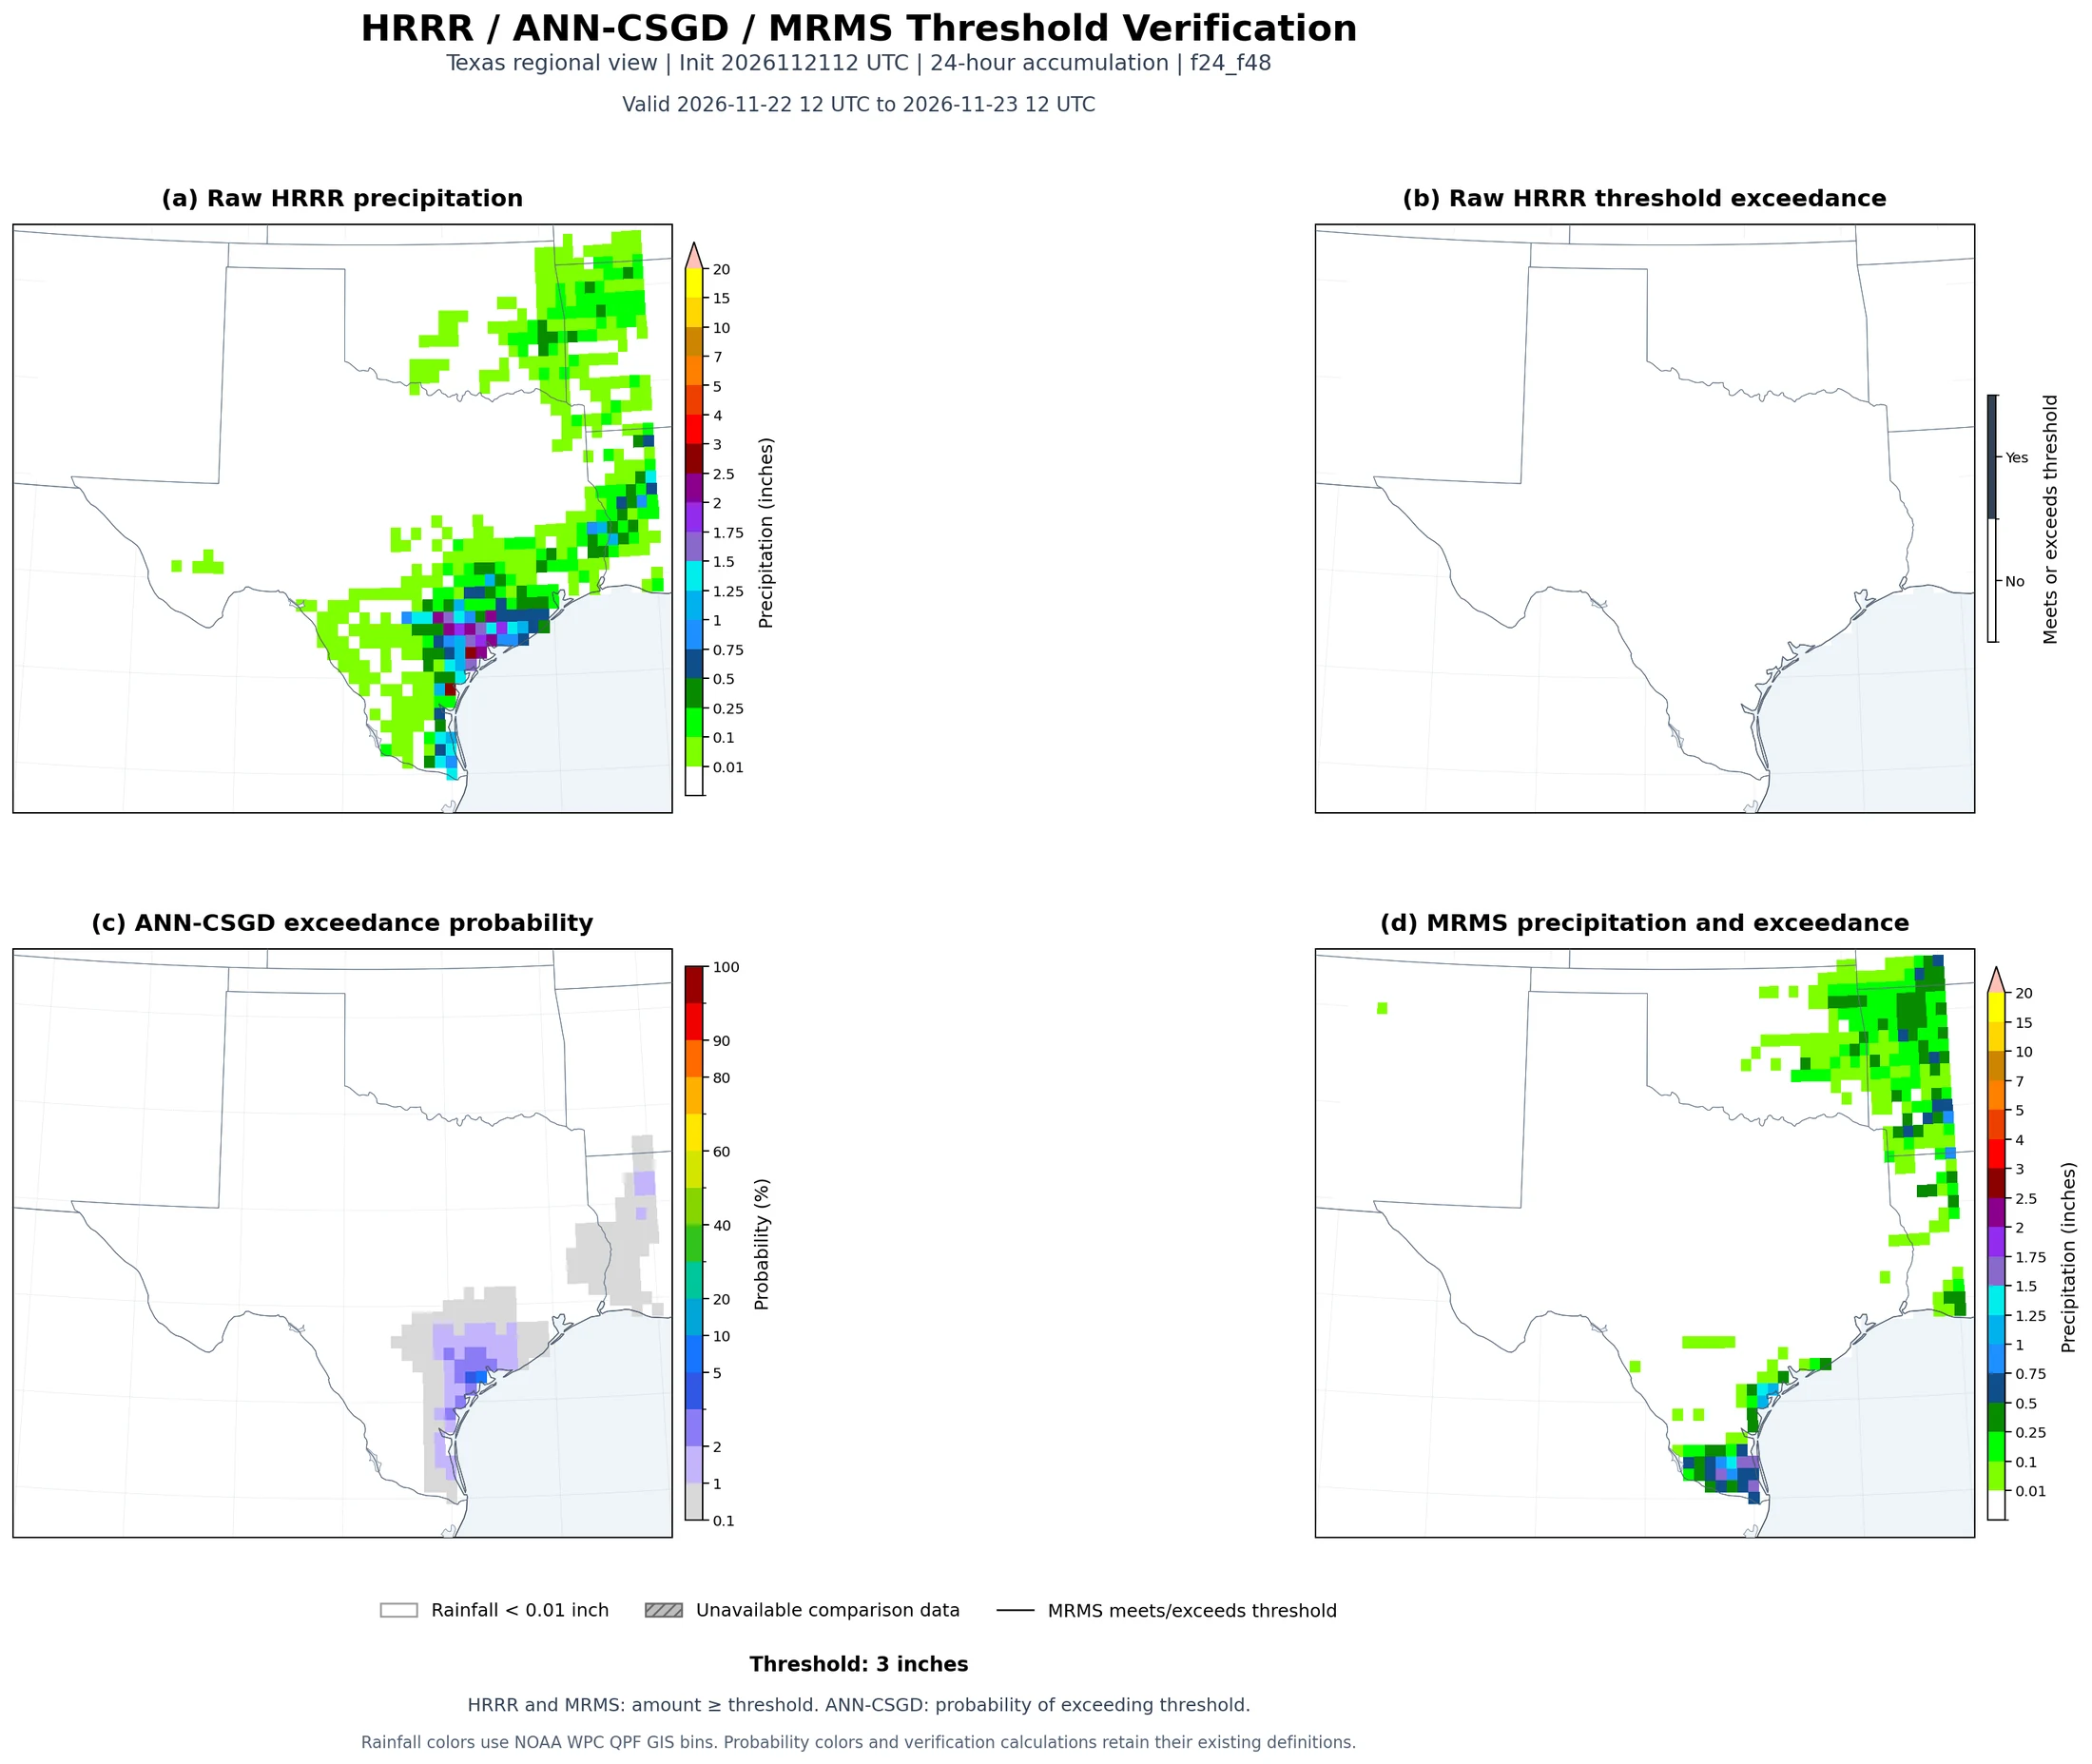 HRRR / ANN-CSGD / MRMS Threshold Verification
Texas regional view | Init 2026112112 UTC | 24-hour accumulation | f24_f48
Valid 2026-11-22 12 UTC to 2026-11-23 12 UTC
(a) Raw HRRR precipitation
20
15
10
7
5
4
3
2.5
2
1.75
1.5
1.25
1
0.75
0.5
0.25
0.1
0.01
Precipitation (inches)
(b) Raw HRRR threshold exceedance
Yes
No
Meets or exceeds threshold
(c) ANN-CSGD exceedance probability
100
90
80
60
40
20
10
5
2
1
0.1
Probability (%)
(d) MRMS precipitation and exceedance
20
15
10
7
5
4
3
2.5
2
1.75
1.5
1.25
1
0.75
0.5
0.25
0.1
0.01
Precipitation (inches)
Rainfall < 0.01 inch
Unavailable comparison data
MRMS meets/exceeds threshold
Threshold: 3 inches
HRRR and MRMS: amount ≥ threshold. ANN-CSGD: probability of exceeding threshold.
Rainfall colors use NOAA WPC QPF GIS bins. Probability colors and verification calculations retain their existing definitions.